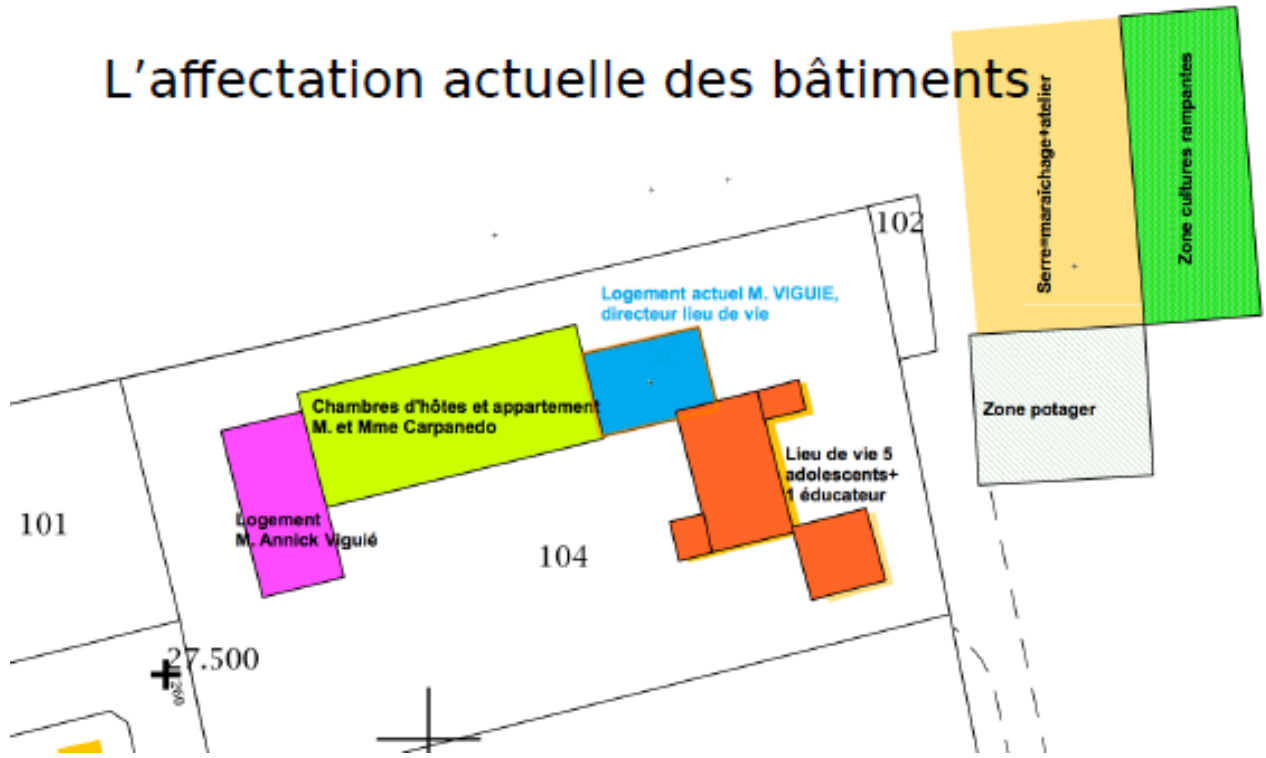 L’affectation actuelle des bâtiments
Serre=maraîchage+atelier
Zone cultures rampantes
102
Logement actuel M. VIGUIE,
directeur lieu de vie
Chambres d'hôtes et appartement
M. et Mme Carpanedo
Zone potager
Lieu de vie 5
adolescents+
1 éducateur
101
Logement
M. Annick Viguié
104
27.500
260